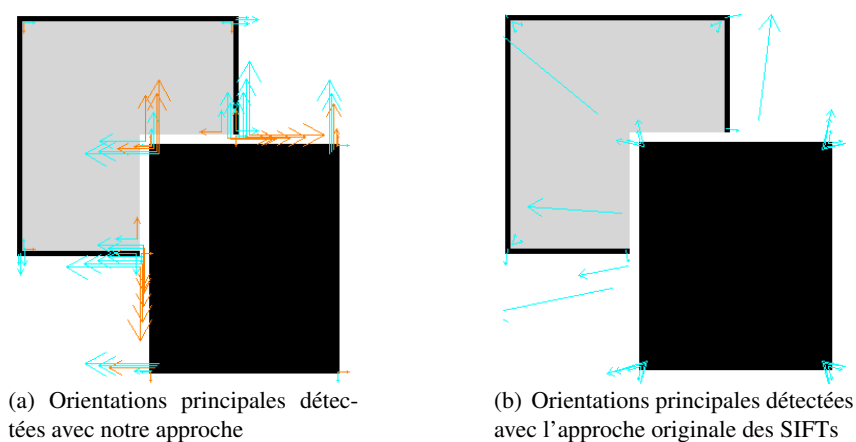 (a) Orientations principales détec-
tées avec notre approche
(b) Orientations principales détectées
avec l'approche originale des SIFTs